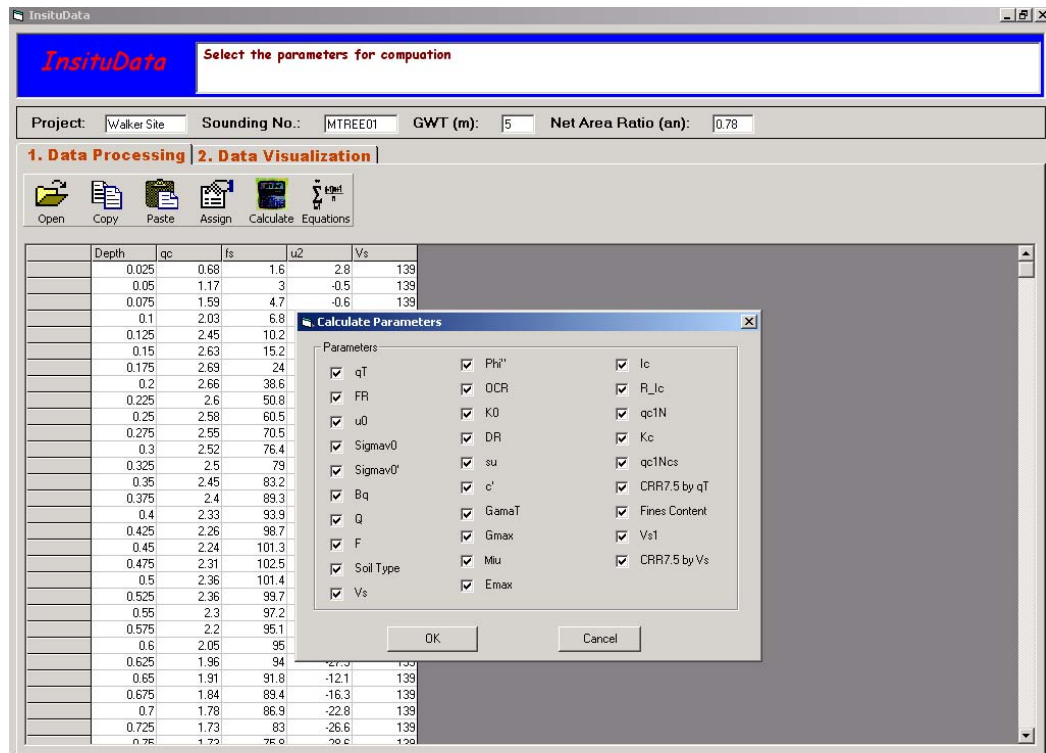 InsituData
InsituData
Select the parameters for compuation
Project: Walker Site Sounding No.: MTREE01 GWT (m): 5 Net Area Ratio (an): 0.78
1. Data Processing 2. Data Visualization
Open Copy Paste Assign Calculate Equations
Depth qc fs u2 Vs
0.025 0.68 1.6 2.8 139
0.05 1.17 3 -0.5 139
0.075 1.59 4.7 -0.6 139
0.1 2.03 6.8
0.125 2.45 10.2
0.15 2.63 15.2
0.175 2.69 24
0.2 2.66 38.6
0.225 2.6 50.8
0.25 2.58 60.5
0.275 2.55 70.5
0.3 2.52 76.4
0.325 2.5 79
0.35 2.45 83.2
0.375 2.4 89.3
0.4 2.33 93.9
0.425 2.26 98.7
0.45 2.24 101.3
0.475 2.31 102.5
0.5 2.36 101.4
0.525 2.36 99.7
0.55 2.3 97.2
0.575 2.2 95.1
0.6 2.05 95
0.625 1.96 94
0.65 1.91 91.8 -12.1 139
0.675 1.84 89.4 -16.3 139
0.7 1.78 86.9 -22.8 139
0.725 1.73 83 -26.6 139
Calculate Parameters
Parameters
qT
FR
u0
Sigmav0
Sigmav0'
Bq
Q
F
Soil Type
Vs
Phi"
OCR
K0
DR
su
c'
GamaT
Gmax
Miu
Emax
Ic
R_Ic
qc1N
Kc
qc1Ncs
CRR7.5 by qT
Fines Content
Vs1
CRR7.5 by Vs
OK Cancel